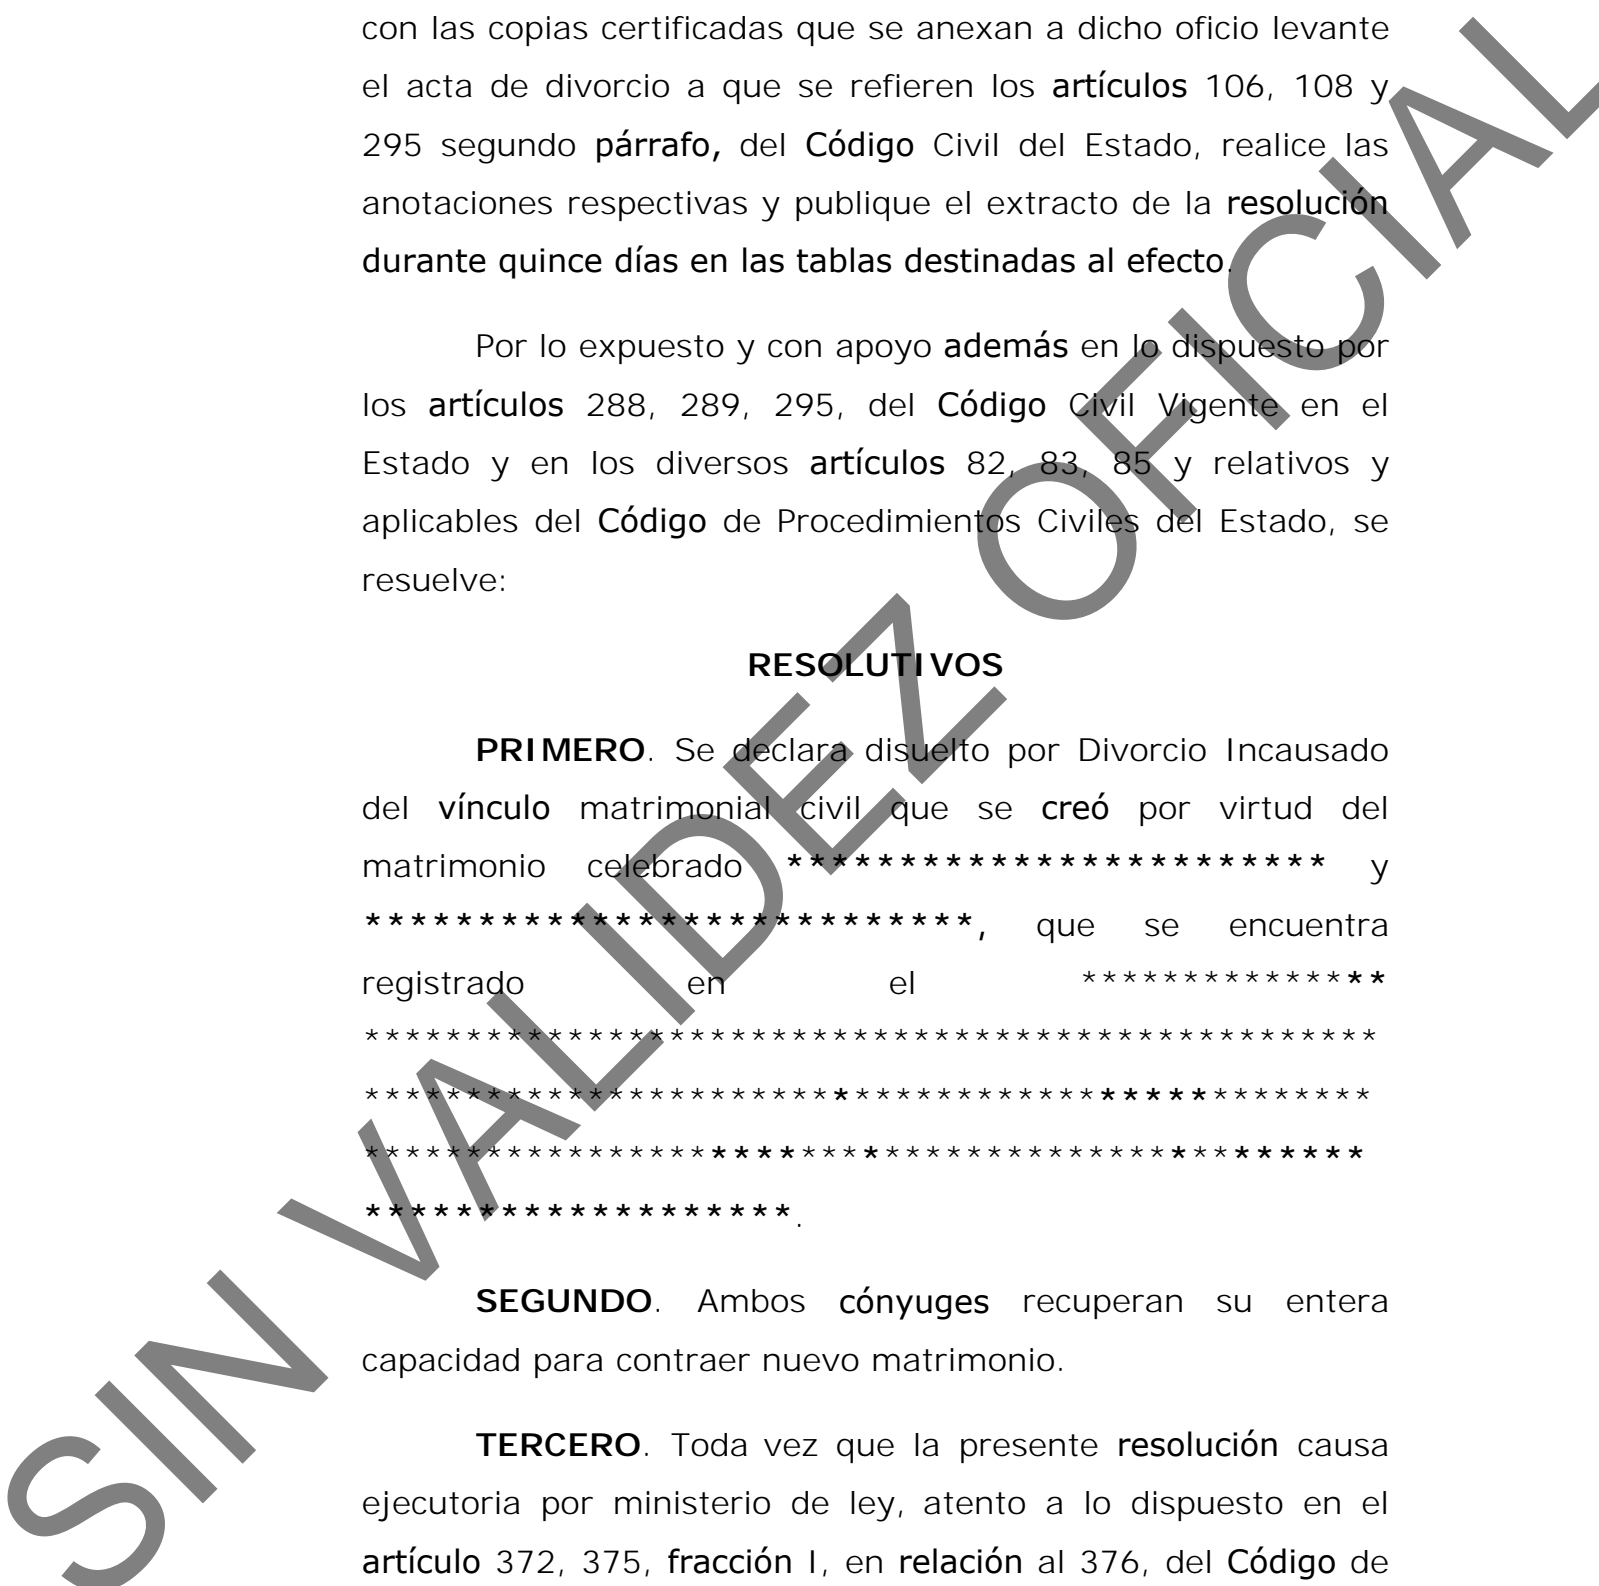 con las copias certificadas que se anexan a dicho oficio levante
el acta de divorcio a que se refieren los artículos 106, 108 y
295 segundo párrafo, del Código Civil del Estado, realice las
anotaciones respectivas y publique el extracto de la resolución
durante quince días en las tablas destinadas al efecto.
Por lo expuesto y con apoyo además en lo dispuesto por
los artículos 288, 289, 295, del Código Civil Vigente en el
Estado y en los diversos artículos 82, 83, 85 y relativos y
aplicables del Código de Procedimientos Civiles del Estado, se
resuelve:
RESOLUTIVOS
PRIMERO. Se declara disuelto por Divorcio Incausado
del vínculo matrimonial civil que se creó por virtud del
matrimonio celebrado ************************ y
***************************, que se encuentra
registrado en el ***************
**************************************************
*************************************************
************************************************
*******************.
SEGUNDO. Ambos cónyuges recuperan su entera
capacidad para contraer nuevo matrimonio.
TERCERO. Toda vez que la presente resolución causa
ejecutoria por ministerio de ley, atento a lo dispuesto en el
artículo 372, 375, fracción I, en relación al 376, del Código de
SIN VALIDEZ OFICIAL